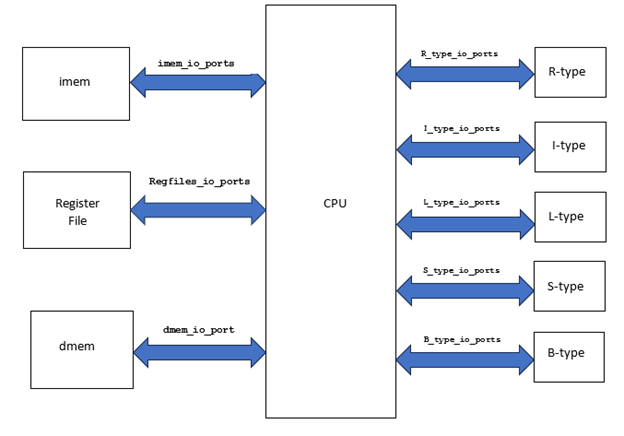 imem
imem_io_ports
Register
File
Regfiles_io_ports
dmem
dmem_io_port
CPU
R_type_io_ports
R-type
I_type_io_ports
I-type
L_type_io_ports
L-type
S_type_io_ports
S-type
B_type_io_ports
B-type